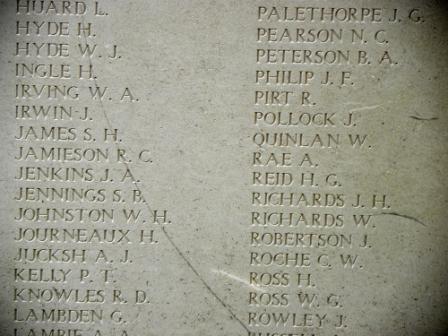 HUARD L.
HYDE H.
HYDE W. J.
INGLE H.
IRVING W. A.
IRWIN J.
JAMES S. H.
JAMIESON R. C.
JENKINS J. A.
JENNINGS S. B.
JOHNSTON W. H.
JOURNEAUX H.
JUCKSH A. J.
KELLY P. T.
KNOWLES R. D.
LAMBDEN G.
LAMBIE A. A.
PALETHORPE J. G.
PEARSON N. C.
PETERSON B. A.
PHILIP J. F.
PIRT R.
POLLOCK J.
QUINLAN W.
RAE A.
REID H. G.
RICHARDS J. H.
RICHARDS W.
ROBERTSON J.
ROCHE C. W.
ROSS H.
ROSS W. G.
ROWLEY J.